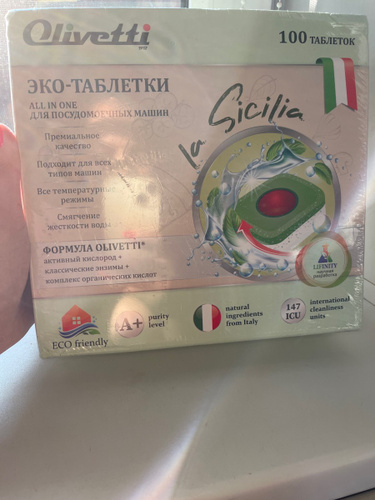 Olivetti
100 ТАБЛЕТОК
ЭКО-ТАБЛЕТКИ
ALL IN ONE
ДЛЯ ПОСУДОМОЕЧНЫХ МАШИН
Премиальное
качество
Подходит для всех
типов машин
Все температурные
режимы
Смягчение
жесткости воды
la Sicilia
ФОРМУЛА OLIVETTI*
активный кислород +
классические энзимы +
комплекс органических кислот
LIFINITY
ECO friendly
A+
purity
level
natural
ingredients
from Italy
147
ICU
international
cleanliness
units